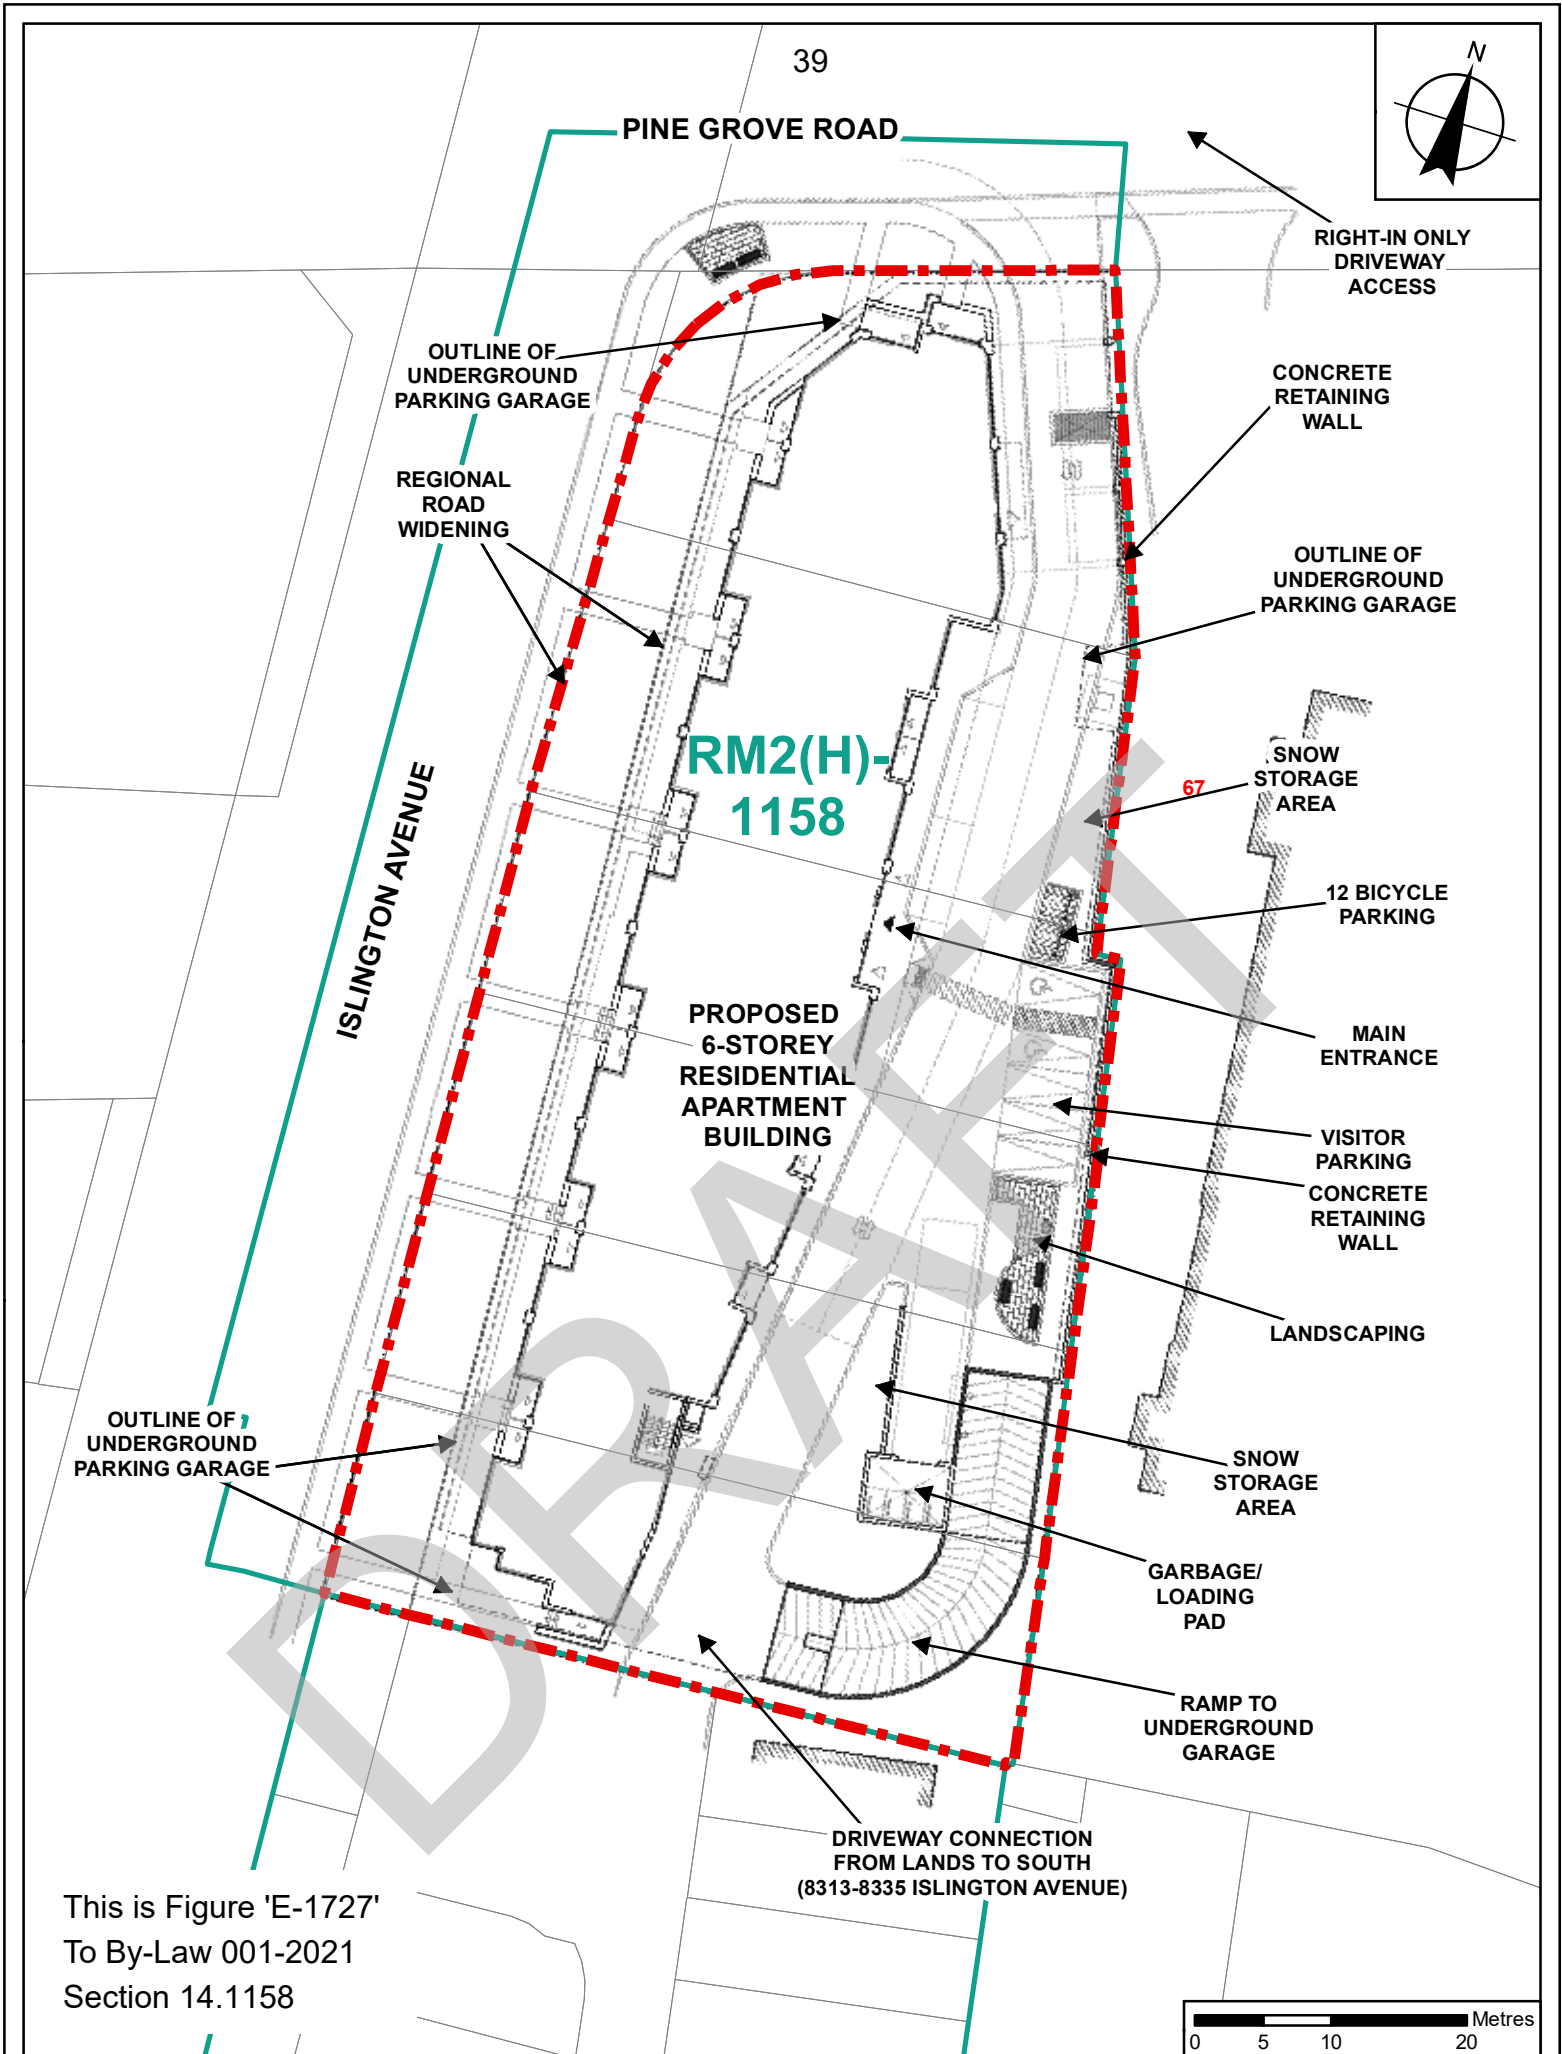 39
N
PINE GROVE ROAD
RIGHT-IN ONLY
DRIVEWAY
ACCESS
OUTLINE OF
UNDERGROUND
PARKING GARAGE
CONCRETE
RETAINING
WALL
REGIONAL
ROAD
WIDENING
OUTLINE OF
UNDERGROUND
PARKING GARAGE
RM2(H)-
1158
67
SNOW
STORAGE
AREA
ISLINGTON AVENUE
12 BICYCLE
PARKING
PROPOSED
6-STOREY
RESIDENTIAL
APARTMENT
BUILDING
MAIN
ENTRANCE
VISITOR
PARKING
CONCRETE
RETAINING
WALL
LANDSCAPING
OUTLINE OF
UNDERGROUND
PARKING GARAGE
SNOW
STORAGE
AREA
GARBAGE/
LOADING
PAD
RAMP TO
UNDERGROUND
GARAGE
DRIVEWAY CONNECTION
FROM LANDS TO SOUTH
(8313-8335 ISLINGTON AVENUE)
DRAFT
This is Figure 'E-1727'
To By-Law 001-2021
Section 14.1158
Metres
0 5 10 20